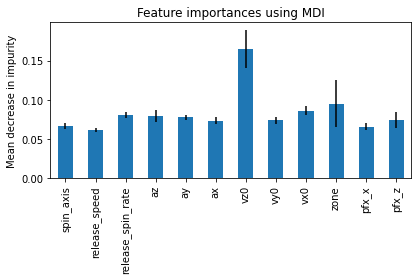 Feature importances using MDI
Mean decrease in impurity
0.15
0.10
0.05
0.00
spin_axis
release_speed
release_spin_rate
az
ay
ax
vz0
vy0
vx0
zone
pfx_x
pfx_z